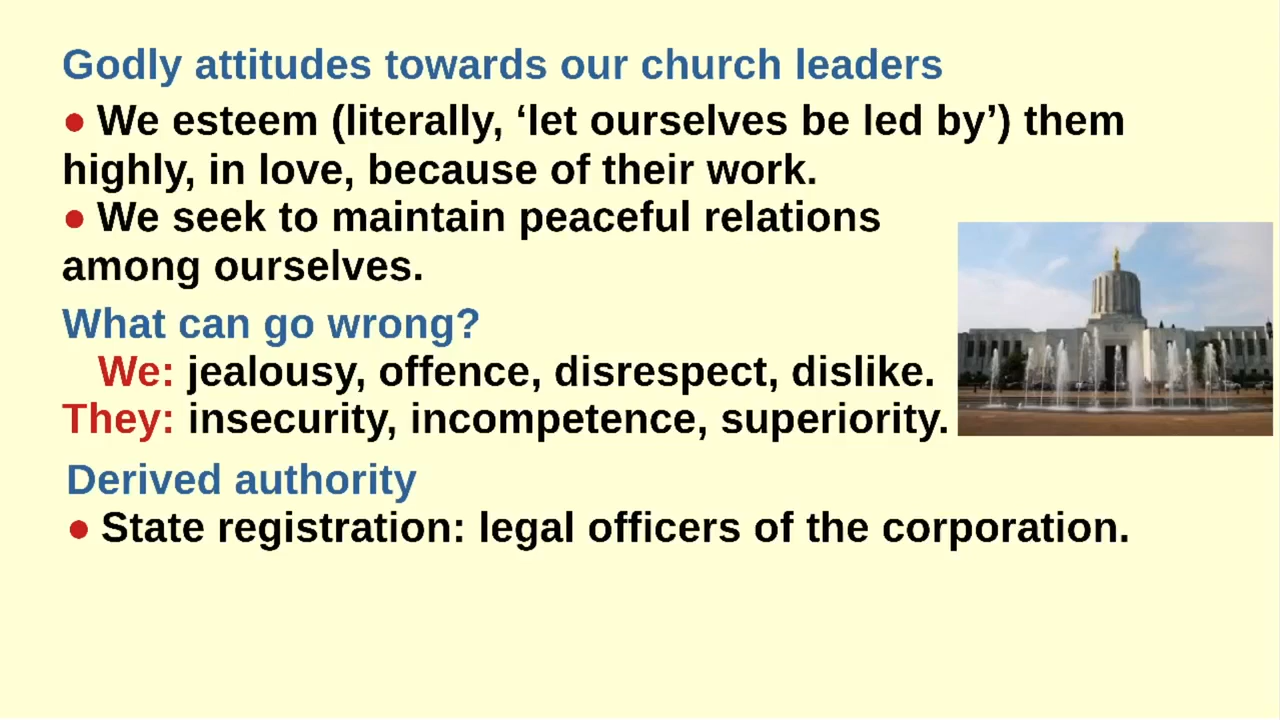 Godly attitudes towards our church leaders
● We esteem (literally, ‘let ourselves be led by’) them
highly, in love, because of their work.
● We seek to maintain peaceful relations
among ourselves.
What can go wrong?
We: jealousy, offence, disrespect, dislike.
They: insecurity, incompetence, superiority.
Derived authority
● State registration: legal officers of the corporation.